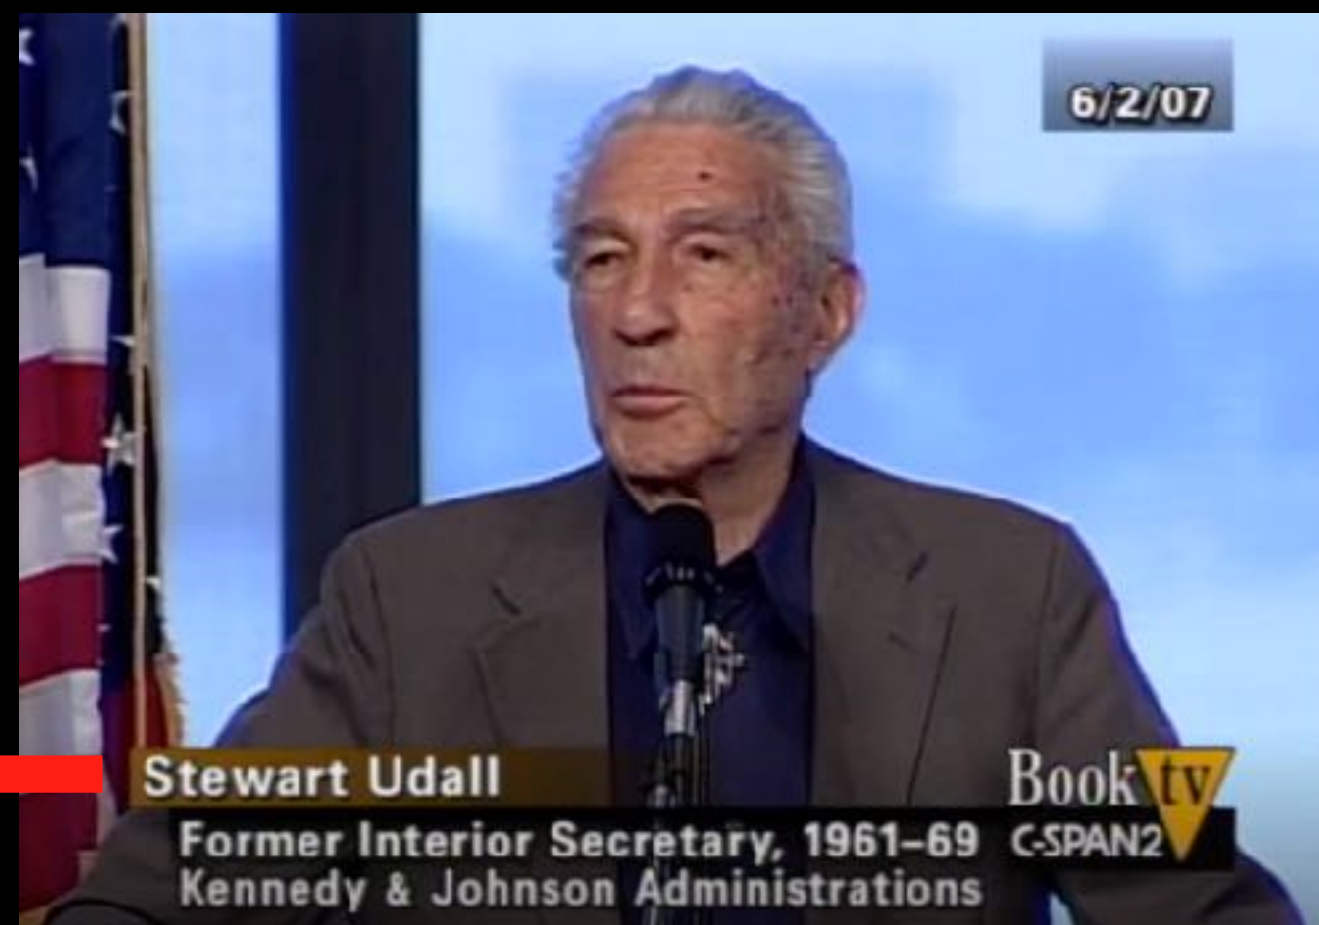 6/2/07
Stewart Udall
Book tv
Former Interior Secretary, 1961–69
C-SPAN2
Kennedy & Johnson Administrations